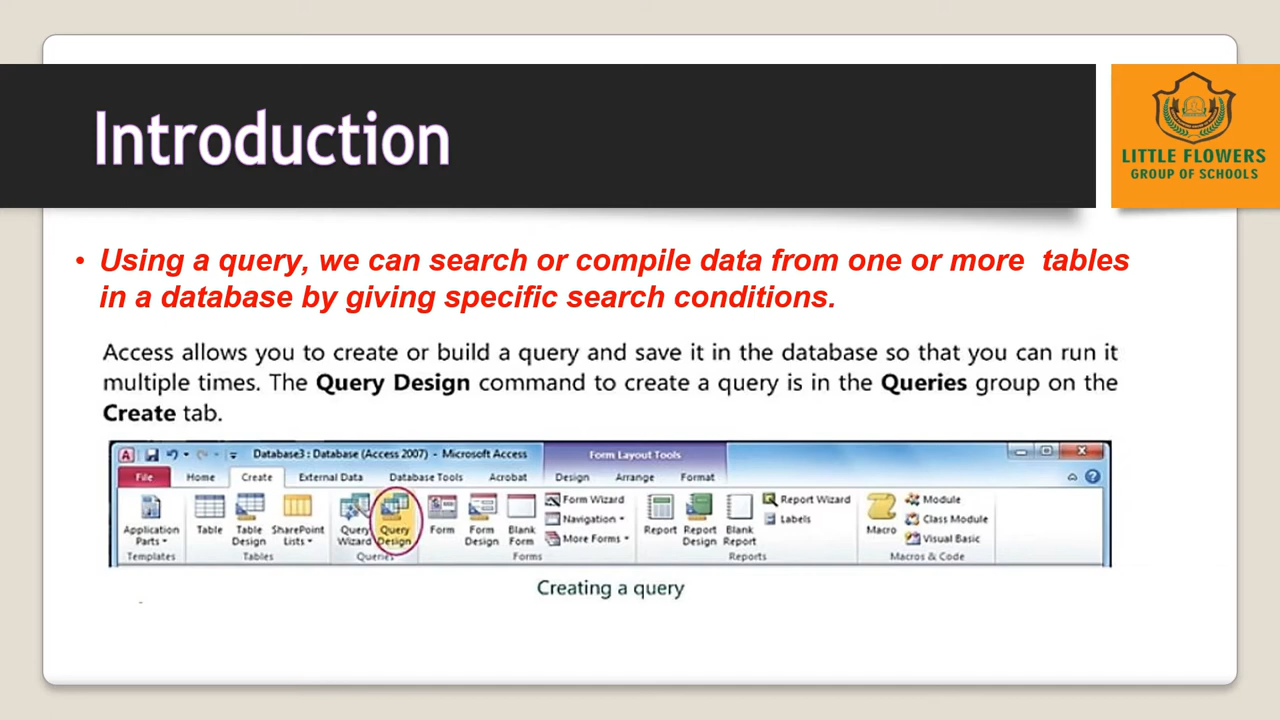 Introduction
LITTLE FLOWERS
GROUP OF SCHOOLS
• Using a query, we can search or compile data from one or more tables
in a database by giving specific search conditions.
Access allows you to create or build a query and save it in the database so that you can run it
multiple times. The Query Design command to create a query is in the Queries group on the
Create tab.
Database3 : Database (Access 2007) - Microsoft Access Form Layout Tools
File Home Create External Data Database Tools Acrobat Design Arrange Format
Application Parts Table Table Design SharePoint Lists Query Wizard Query Design Form Form Design Blank Form Form Wizard Navigation More Forms Report Report Design Blank Report Report Wizard Labels Macro Module Class Module Visual Basic
Templates Tables Queries Forms Reports Macros & Code
Creating a query